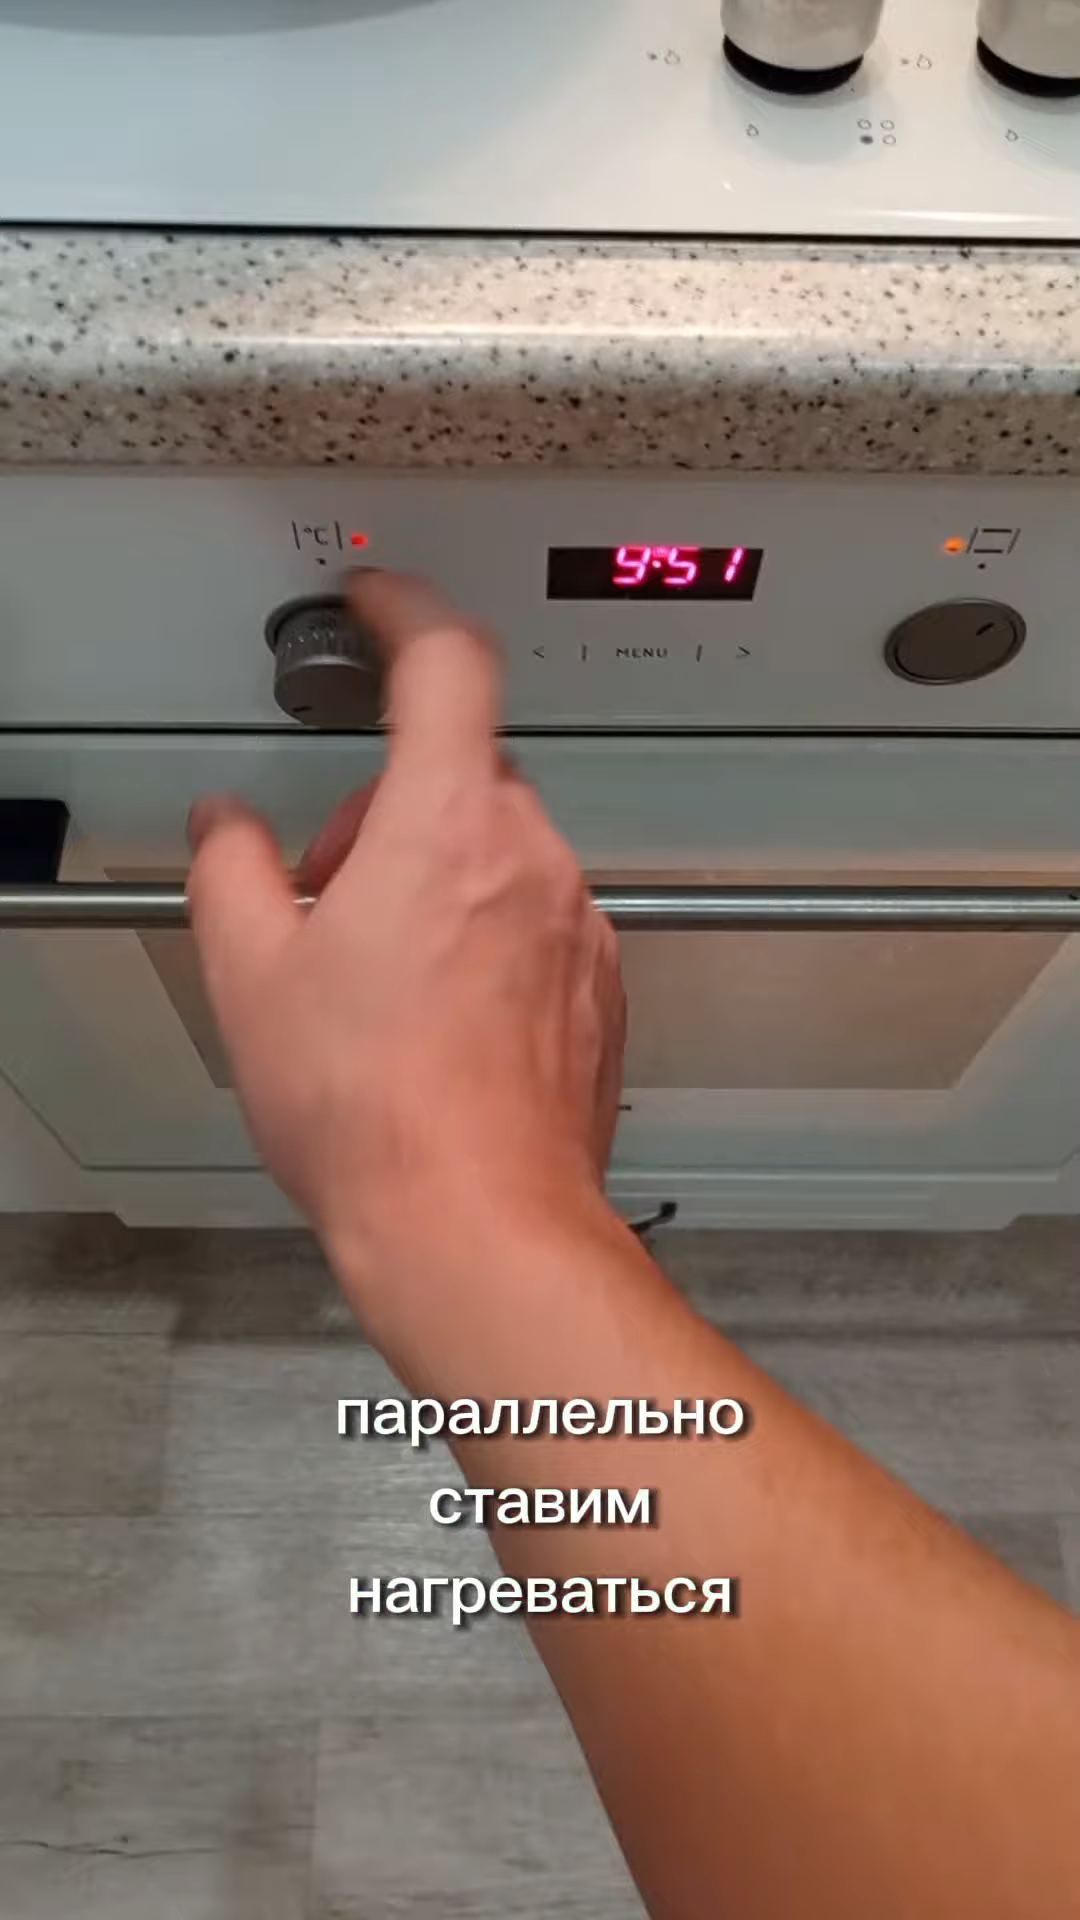 |°C|
9:51
< | MENU | >
параллельно
ставим
нагреваться